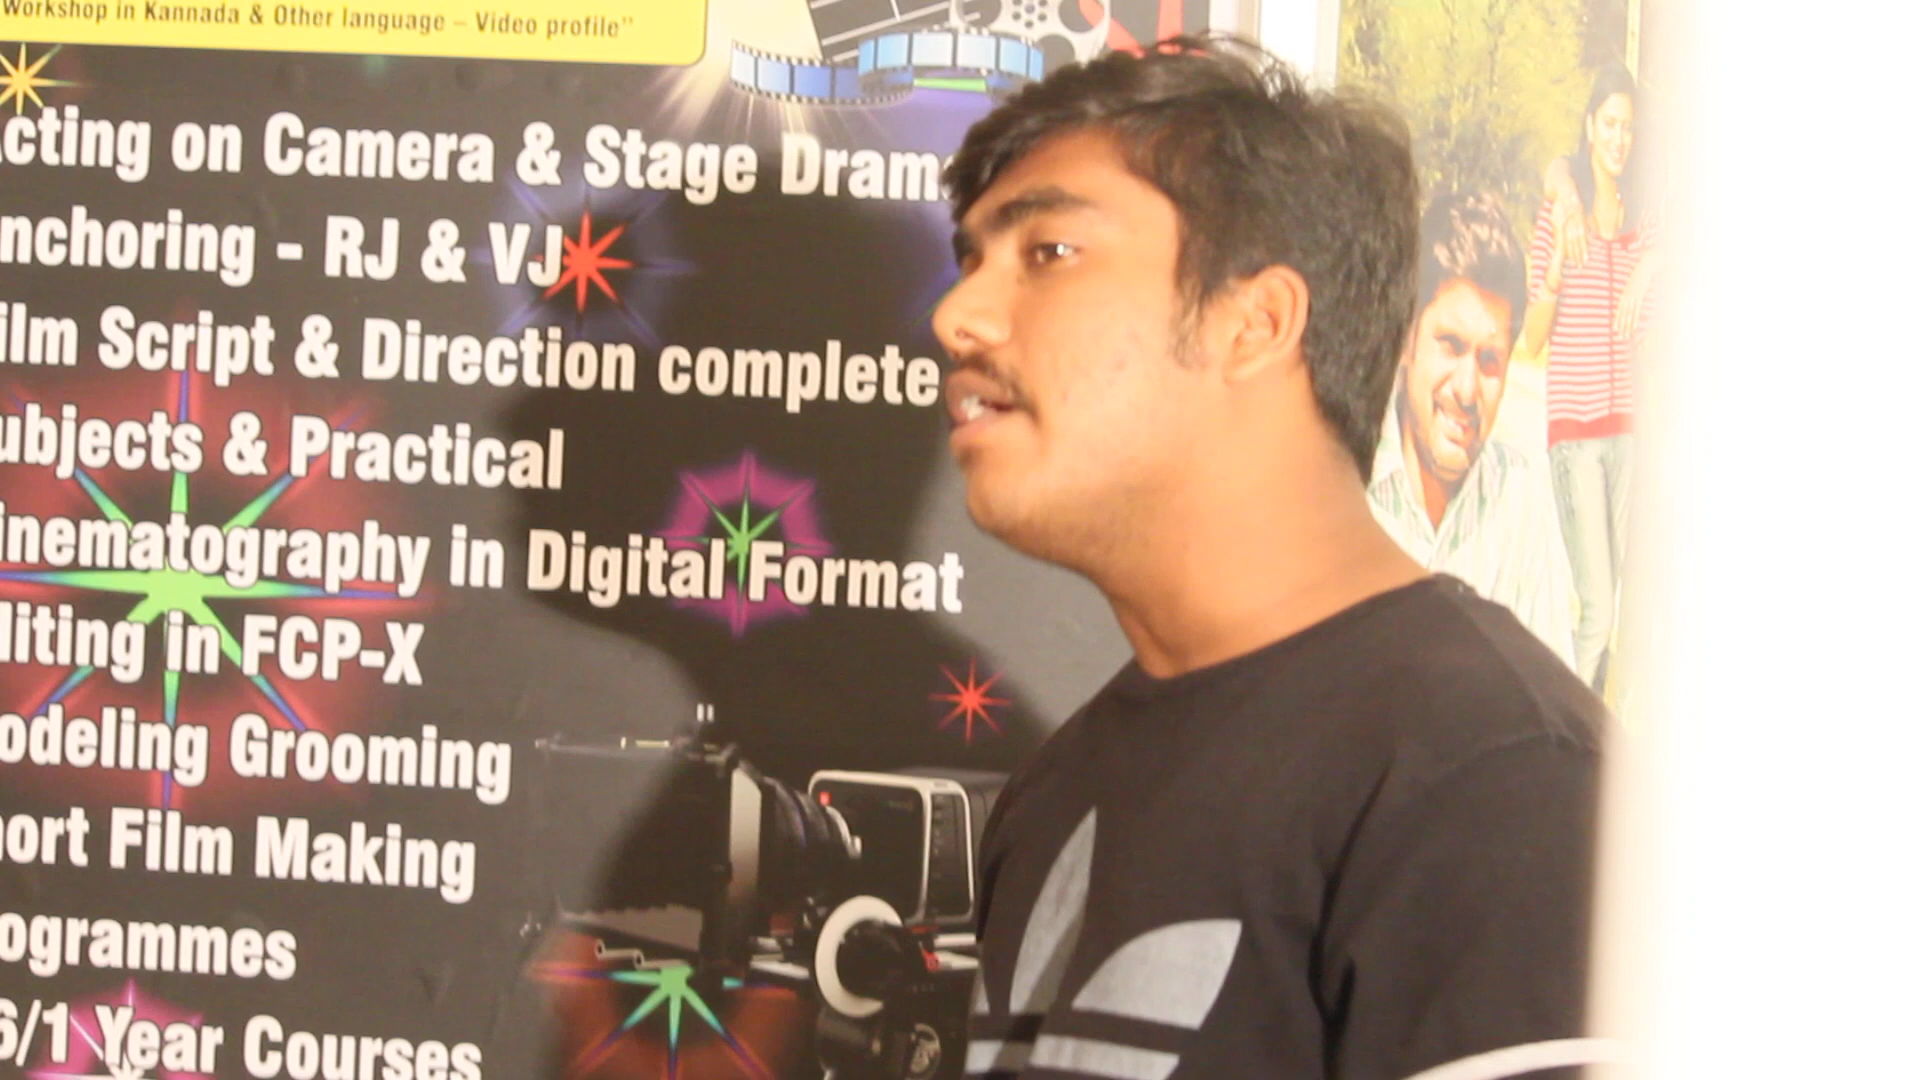 Workshop in Kannada & Other language – Video profile"
cting on Camera & Stage Drama
nchoring - RJ & VJ
ilm Script & Direction complete
ubjects & Practical
inematography in Digital Format
diting in FCP-X
odeling Grooming
hort Film Making
ogrammes
6/1 Year Courses